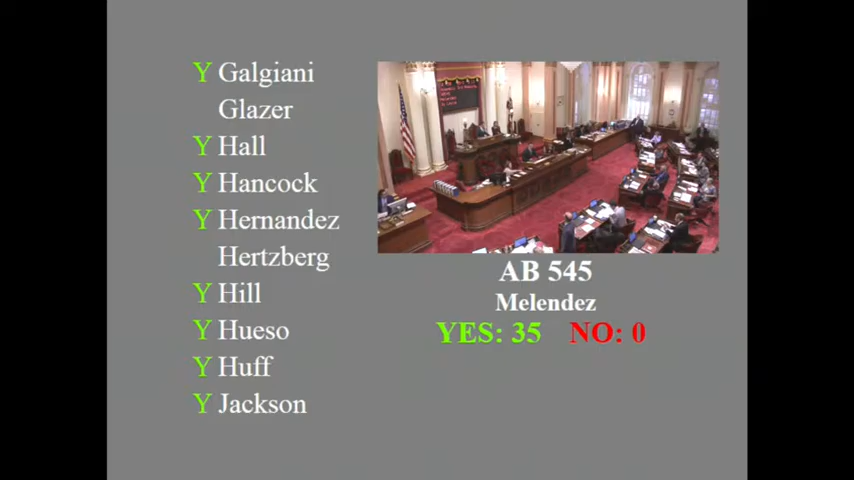 Y Galgiani
Glazer
Y Hall
Y Hancock
Y Hernandez
Hertzberg
Y Hill
Y Hueso
Y Huff
Y Jackson
AB 545
Melendez
YES: 35 NO: 0